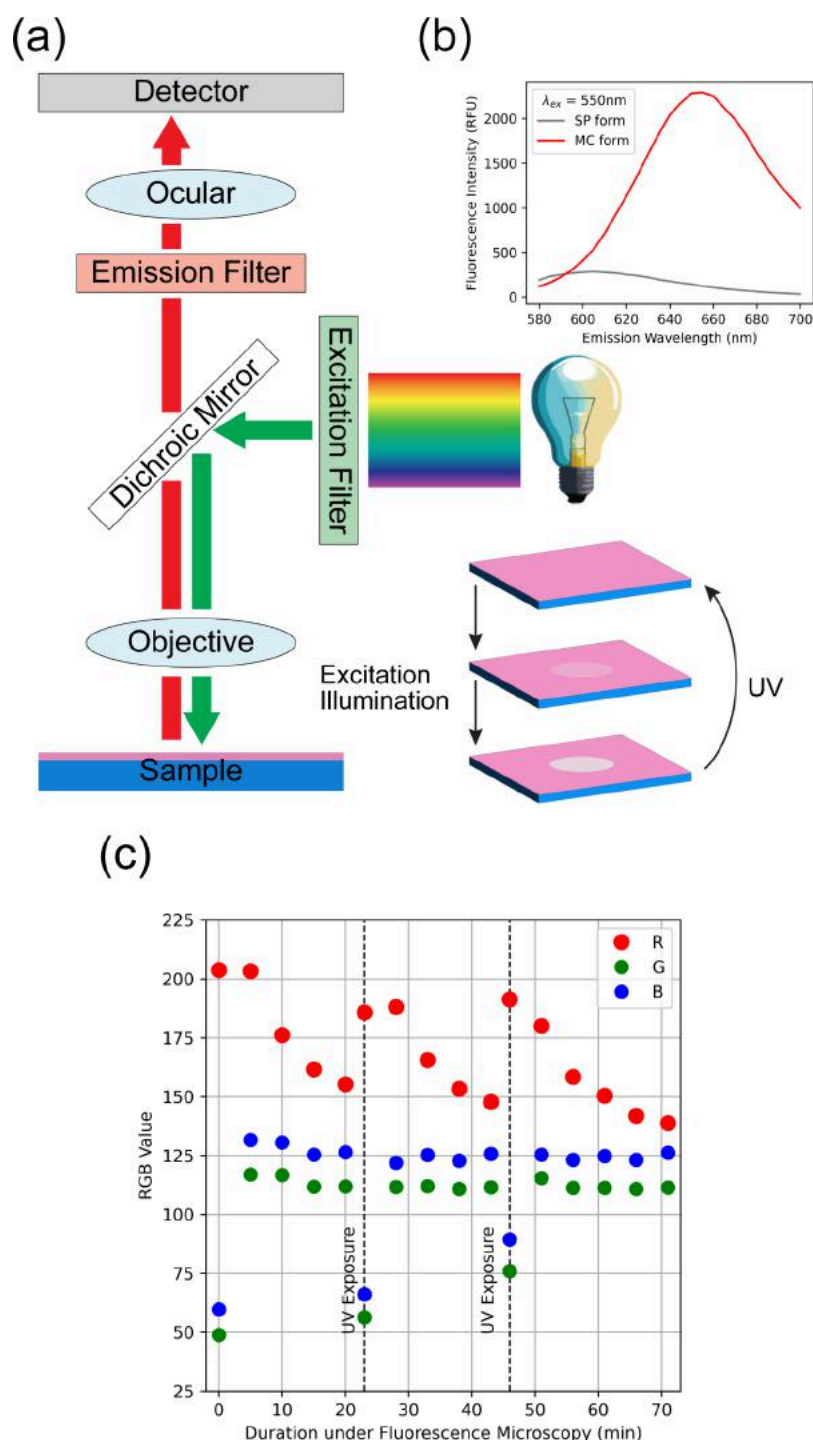 (a)
Detector
Ocular
Emission Filter
Dichroic Mirror
Excitation Filter
Objective
Sample
(b)
λex = 550nm
SP form
MC form
Fluorescence Intensity (RFU)
2000
1500
1000
500
0
580 600 620 640 660 680 700
Emission Wavelength (nm)
Excitation
Illumination
UV
(c)
R
G
B
RGB Value
225
200
175
150
125
100
75
50
25
UV Exposure
UV Exposure
0 10 20 30 40 50 60 70
Duration under Fluorescence Microscopy (min)